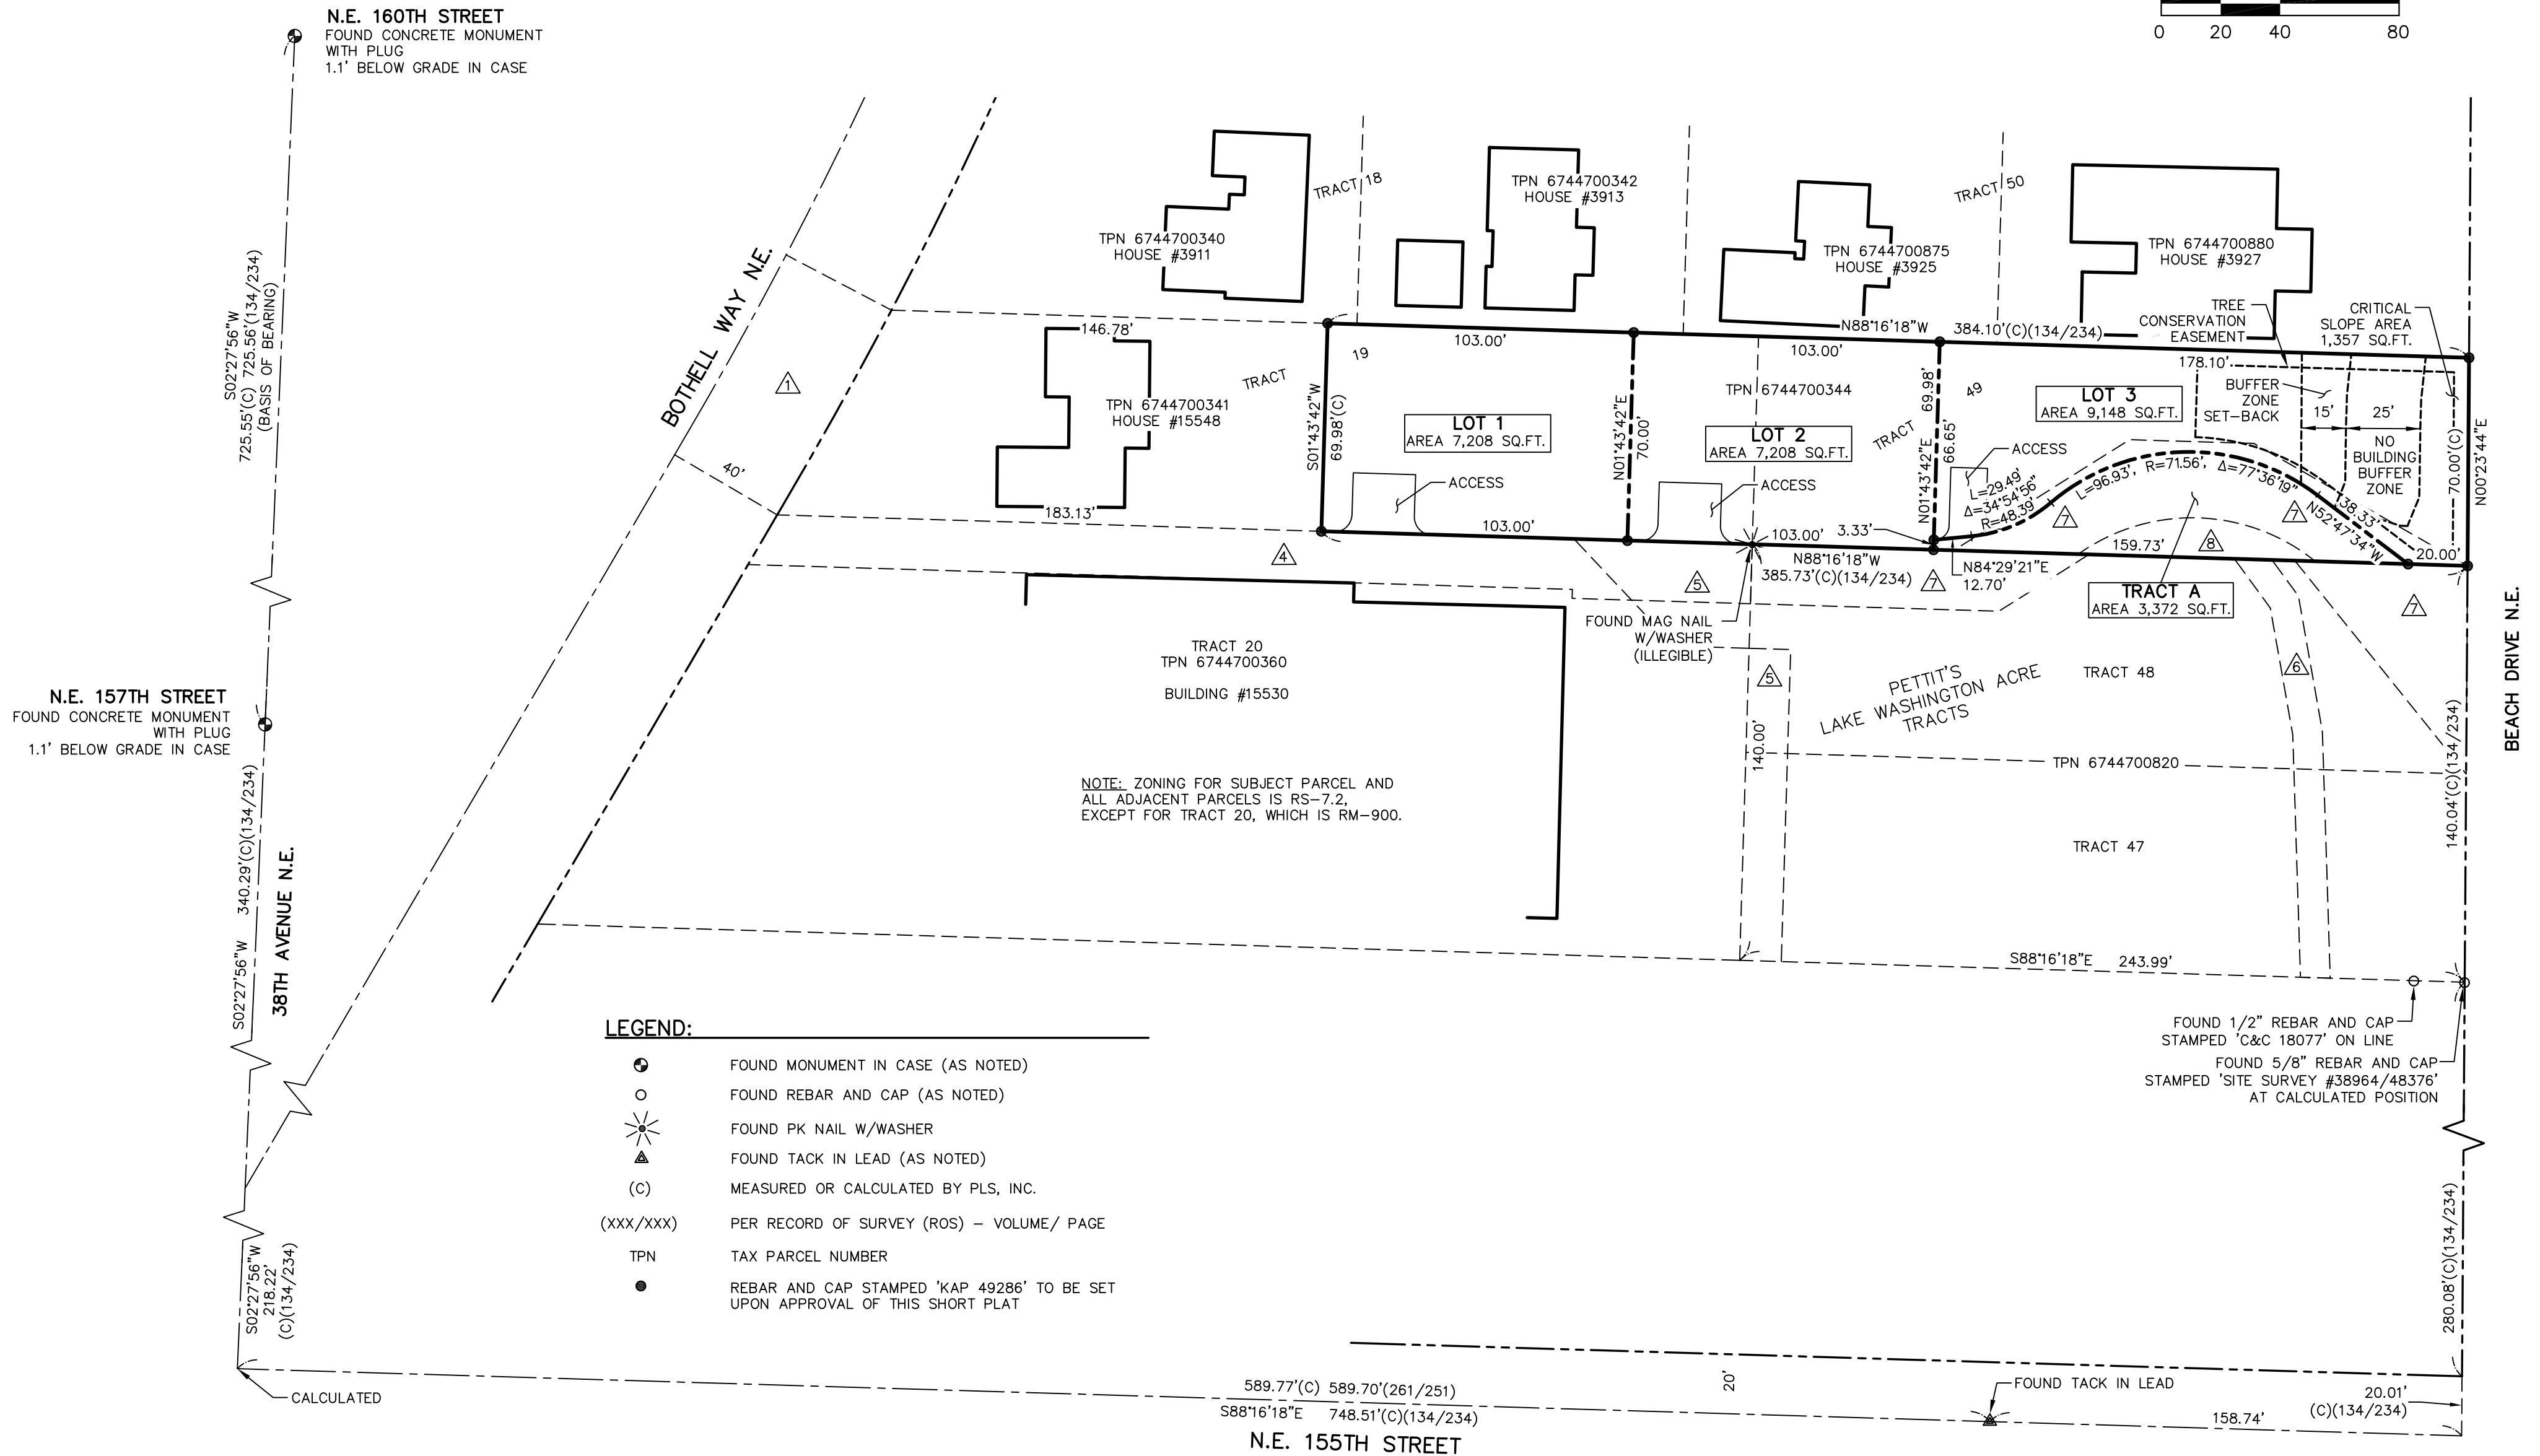 N.E. 160TH STREET
FOUND CONCRETE MONUMENT
WITH PLUG
1.1' BELOW GRADE IN CASE
0 20 40 80
S02°27'56"W
725.55'(C) 725.56'(134/234)
(BASIS OF BEARING)
BOTHELL WAY N.E.
1
40'
TPN 6744700340
HOUSE #3911
TRACT 18
TPN 6744700342
HOUSE #3913
TPN 6744700875
HOUSE #3925
TRACT 50
TPN 6744700880
HOUSE #3927
TREE
CONSERVATION
EASEMENT
CRITICAL
SLOPE AREA
1,357 SQ.FT.
146.78'
TPN 6744700341
HOUSE #15548
183.13'
TRACT 19
103.00'
103.00'
N88°16'18"W 384.10'(C)(134/234)
178.10'
S01°43'42"W
69.98'(C)
LOT 1
AREA 7,208 SQ.FT.
ACCESS
103.00'
N01°43'42"E
70.00'
TPN 6744700344
LOT 2
AREA 7,208 SQ.FT.
ACCESS
103.00'
3.33'
N88°16'18"W
385.73'(C)(134/234)
69.98'
N01°43'42"E
66.65'
TRACT 49
LOT 3
AREA 9,148 SQ.FT.
ACCESS
BUFFER
ZONE
SET-BACK
15'
25'
NO
BUILDING
BUFFER
ZONE
L=29.49'
Δ=34°54'56"
R=48.39'
L=96.93', R=71.56', Δ=77°36'19"
38.33'
N52°47'34"W
70.00'(C)
N00°23'44"E
20.00'
159.73'
N84°29'21"E
12.70'
TRACT A
AREA 3,372 SQ.FT.
4
5
7
7
7
8
7
5
6
FOUND MAG NAIL
W/WASHER
(ILLEGIBLE)
TRACT 20
TPN 6744700360
BUILDING #15530
NOTE: ZONING FOR SUBJECT PARCEL AND
ALL ADJACENT PARCELS IS RS-7.2,
EXCEPT FOR TRACT 20, WHICH IS RM-900.
PETTIT'S
LAKE WASHINGTON ACRE
TRACTS
TRACT 48
140.00'
TPN 6744700820
TRACT 47
140.04'(C)(134/234)
BEACH DRIVE N.E.
S88°16'18"E 243.99'
N.E. 157TH STREET
FOUND CONCRETE MONUMENT
WITH PLUG
1.1' BELOW GRADE IN CASE
S02°27'56"W 340.29'(C)(134/234)
38TH AVENUE N.E.
FOUND 1/2" REBAR AND CAP
STAMPED 'C&C 18077' ON LINE
FOUND 5/8" REBAR AND CAP
STAMPED 'SITE SURVEY #38964/48376'
AT CALCULATED POSITION
LEGEND:
FOUND MONUMENT IN CASE (AS NOTED)
FOUND REBAR AND CAP (AS NOTED)
FOUND PK NAIL W/WASHER
FOUND TACK IN LEAD (AS NOTED)
(C) MEASURED OR CALCULATED BY PLS, INC.
(XXX/XXX) PER RECORD OF SURVEY (ROS) - VOLUME/ PAGE
TPN TAX PARCEL NUMBER
REBAR AND CAP STAMPED 'KAP 49286' TO BE SET
UPON APPROVAL OF THIS SHORT PLAT
S02°27'56"W
218.22'
(C)(134/234)
280.08'(C)(134/234)
CALCULATED
589.77'(C) 589.70'(261/251)
S88°16'18"E 748.51'(C)(134/234)
N.E. 155TH STREET
20'
FOUND TACK IN LEAD
158.74'
20.01'
(C)(134/234)